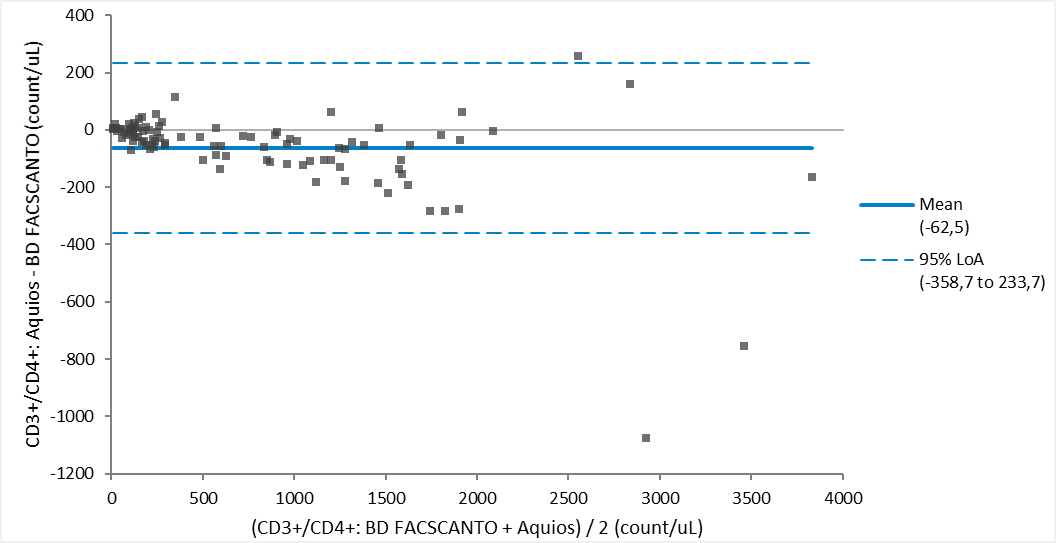 400
200
0
-200
-400
-600
-800
-1000
-1200
CD3+/CD4+: Aquios - BD FACSCANTO (count/uL)
0 500 1000 1500 2000 2500 3000 3500 4000
(CD3+/CD4+: BD FACSCANTO + Aquios) / 2 (count/uL)
Mean
(-62,5)
95% LoA
(-358,7 to 233,7)